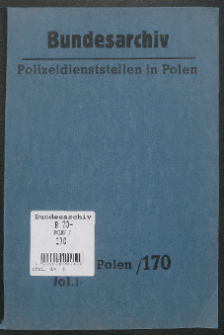 Bundesarchiv
Polizeidienststellen in Polen
Bundesarchiv
R 70-
POLEN /
170
Polen /170
fol.1-